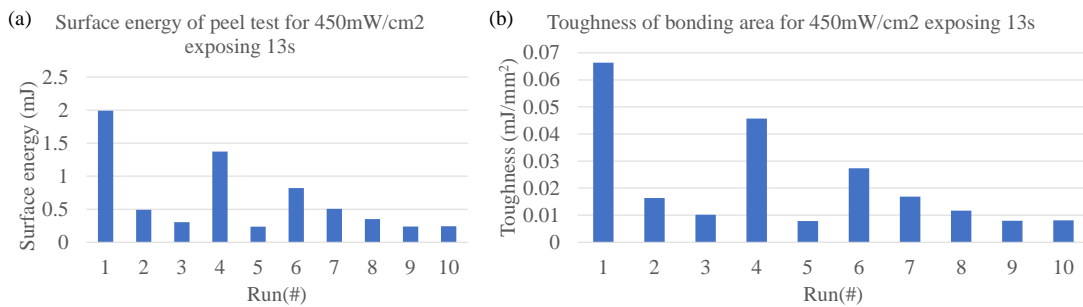 (a)
Surface energy of peel test for 450mW/cm2
exposing 13s
Surface energy (mJ)
2.5
2
1.5
1
0.5
0
1 2 3 4 5 6 7 8 9 10
Run(#)
(b)
Toughness of bonding area for 450mW/cm2 exposing 13s
Toughness (mJ/mm²)
0.07
0.06
0.05
0.04
0.03
0.02
0.01
0
1 2 3 4 5 6 7 8 9 10
Run(#)